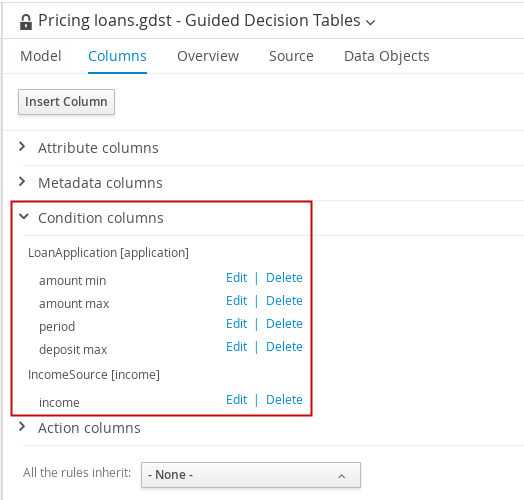 Pricing loans.gdst - Guided Decision Tables
Model Columns Overview Source Data Objects
Insert Column
Attribute columns
Metadata columns
Condition columns
LoanApplication [application]
amount min Edit | Delete
amount max Edit | Delete
period Edit | Delete
deposit max Edit | Delete
IncomeSource [income]
income Edit | Delete
Action columns
All the rules inherit: - None -